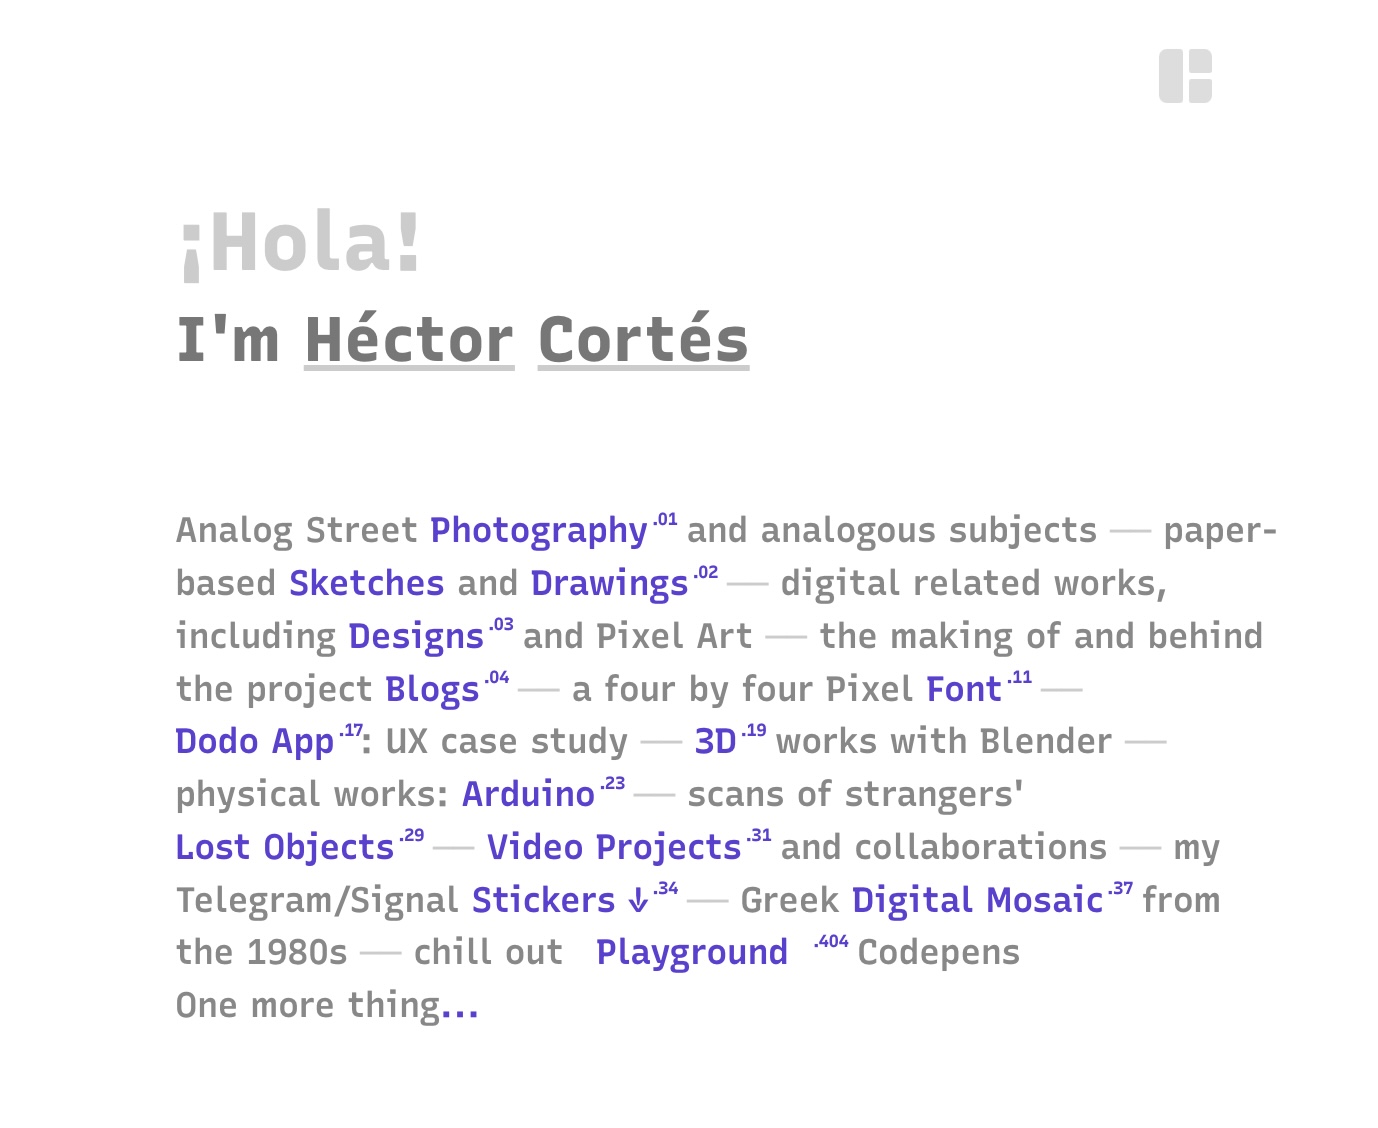 ¡Hola!
I'm Héctor Cortés
Analog Street Photography .01 and analogous subjects — paper-
based Sketches and Drawings .02 — digital related works,
including Designs .03 and Pixel Art — the making of and behind
the project Blogs .04 — a four by four Pixel Font .11 —
Dodo App .17: UX case study — 3D .19 works with Blender —
physical works: Arduino .23 — scans of strangers'
Lost Objects .29 — Video Projects .31 and collaborations — my
Telegram/Signal Stickers ↓ .34 — Greek Digital Mosaic .37 from
the 1980s — chill out Playground .404 Codepens
One more thing...